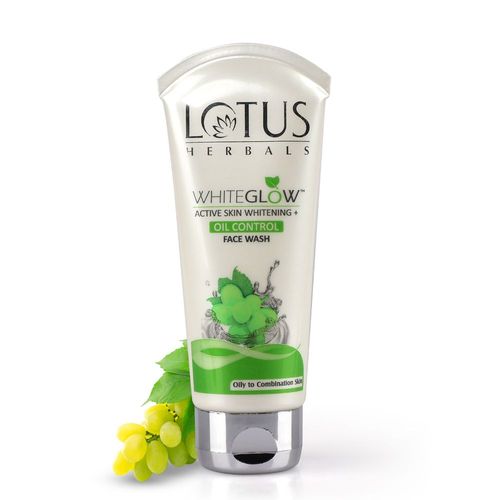 LOTUS
HERBALS
WHITEGLOW™
ACTIVE SKIN WHITENING +
OIL CONTROL
FACE WASH
Oily to Combination Skin